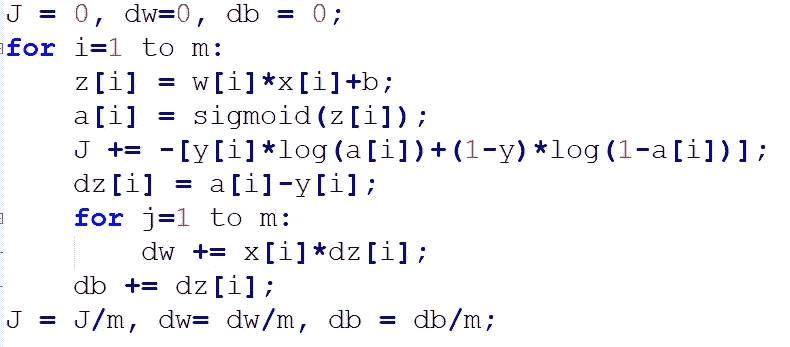 J = 0, dw=0, db = 0;
for i=1 to m:
z[i] = w[i]*x[i]+b;
a[i] = sigmoid(z[i]);
J += -[y[i]*log(a[i])+(1-y)*log(1-a[i])];
dz[i] = a[i]-y[i];
for j=1 to m:
dw += x[i]*dz[i];
db += dz[i];
J = J/m, dw= dw/m, db = db/m;